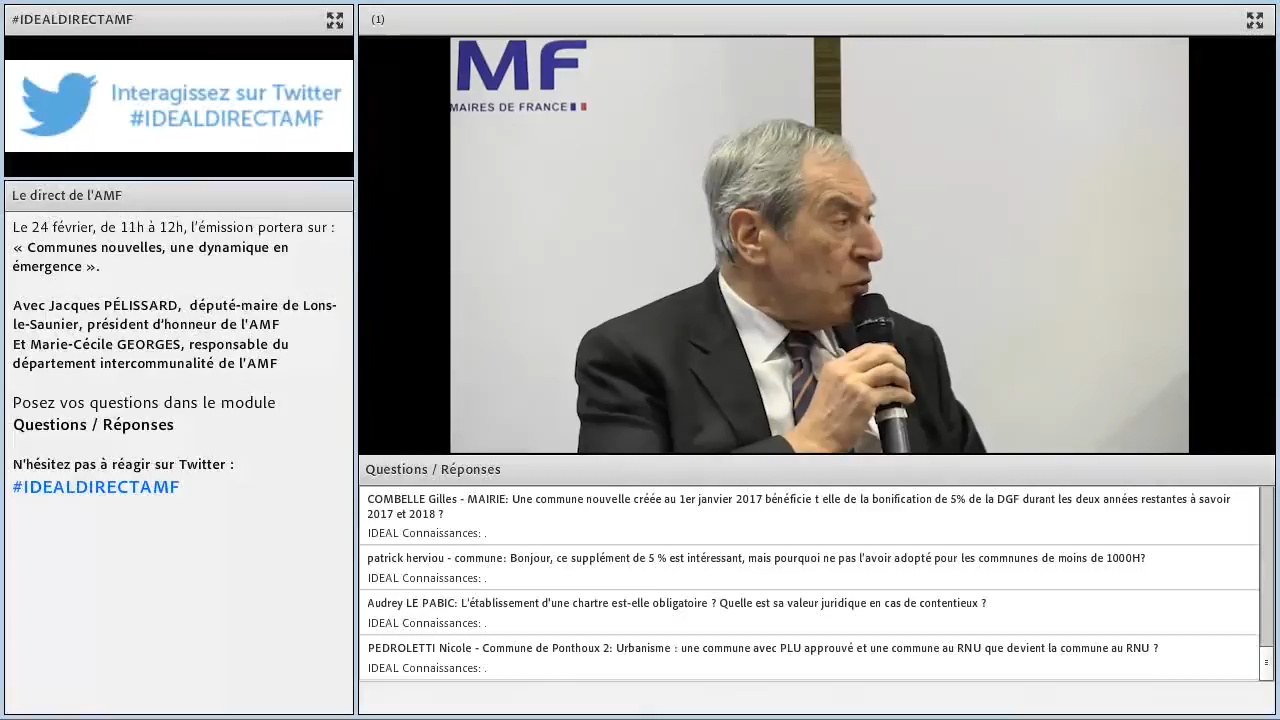 #IDEALDIRECTAMF
Interagissez sur Twitter
#IDEALDIRECTAMF
Le direct de l'AMF
Le 24 février, de 11h à 12h, l’émission portera sur :
« Communes nouvelles, une dynamique en
émergence ».
Avec Jacques PÉLISSARD,  député-maire de Lons-
le-Saunier, président d’honneur de l'AMF
Et Marie-Cécile GEORGES, responsable du
département intercommunalité de l'AMF
Posez vos questions dans le module
Questions / Réponses
N'hésitez pas à réagir sur Twitter :
#IDEALDIRECTAMF
(1)
MF
MAIRES DE FRANCE
Questions / Réponses
COMBELLE Gilles - MAIRIE: Une commune nouvelle créée au 1er janvier 2017 bénéficie t elle de la bonification de 5% de la DGF durant les deux années restantes à savoir
2017 et 2018 ?
IDEAL Connaissances: .
patrick herviou - commune: Bonjour, ce supplément de 5 % est intéressant, mais pourquoi ne pas l'avoir adopté pour les commnunes de moins de 1000H?
IDEAL Connaissances: .
Audrey LE PABIC: L'établissement d'une chartre est-elle obligatoire ? Quelle est sa valeur juridique en cas de contentieux ?
IDEAL Connaissances: .
PEDROLETTI Nicole - Commune de Ponthoux 2: Urbanisme : une commune avec PLU approuvé et une commune au RNU que devient la commune au RNU ?
IDEAL Connaissances: .